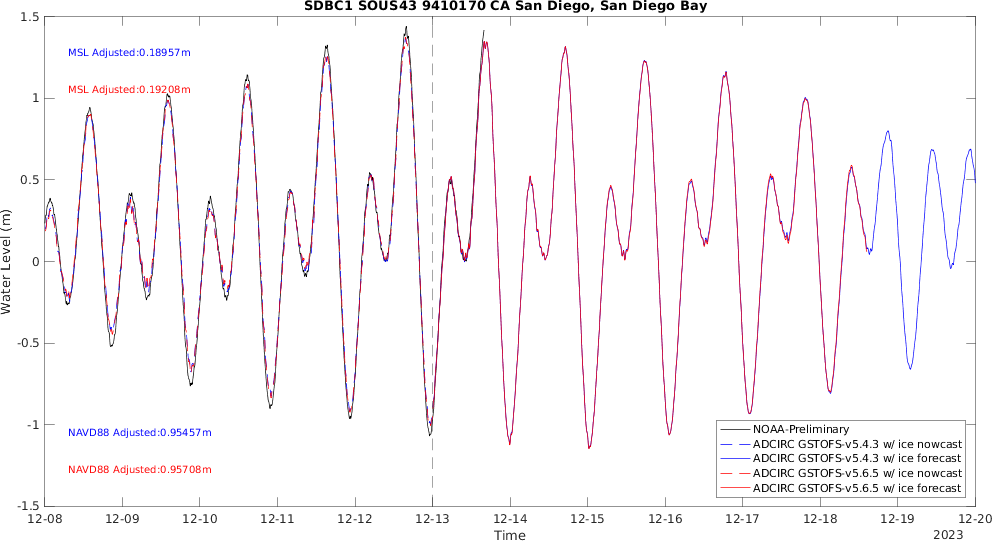 SDBC1 SOUS43 9410170 CA San Diego, San Diego Bay
1.5
1
0.5
0
-0.5
-1
-1.5
Water Level (m)
MSL Adjusted:0.18957m
MSL Adjusted:0.19208m
NAVD88 Adjusted:0.95457m
NAVD88 Adjusted:0.95708m
NOAA-Preliminary
ADCIRC GSTOFS-v5.4.3 w/ ice nowcast
ADCIRC GSTOFS-v5.4.3 w/ ice forecast
ADCIRC GSTOFS-v5.6.5 w/ ice nowcast
ADCIRC GSTOFS-v5.6.5 w/ ice forecast
12-08 12-09 12-10 12-11 12-12 12-13 12-14 12-15 12-16 12-17 12-18 12-19 12-20
Time
2023